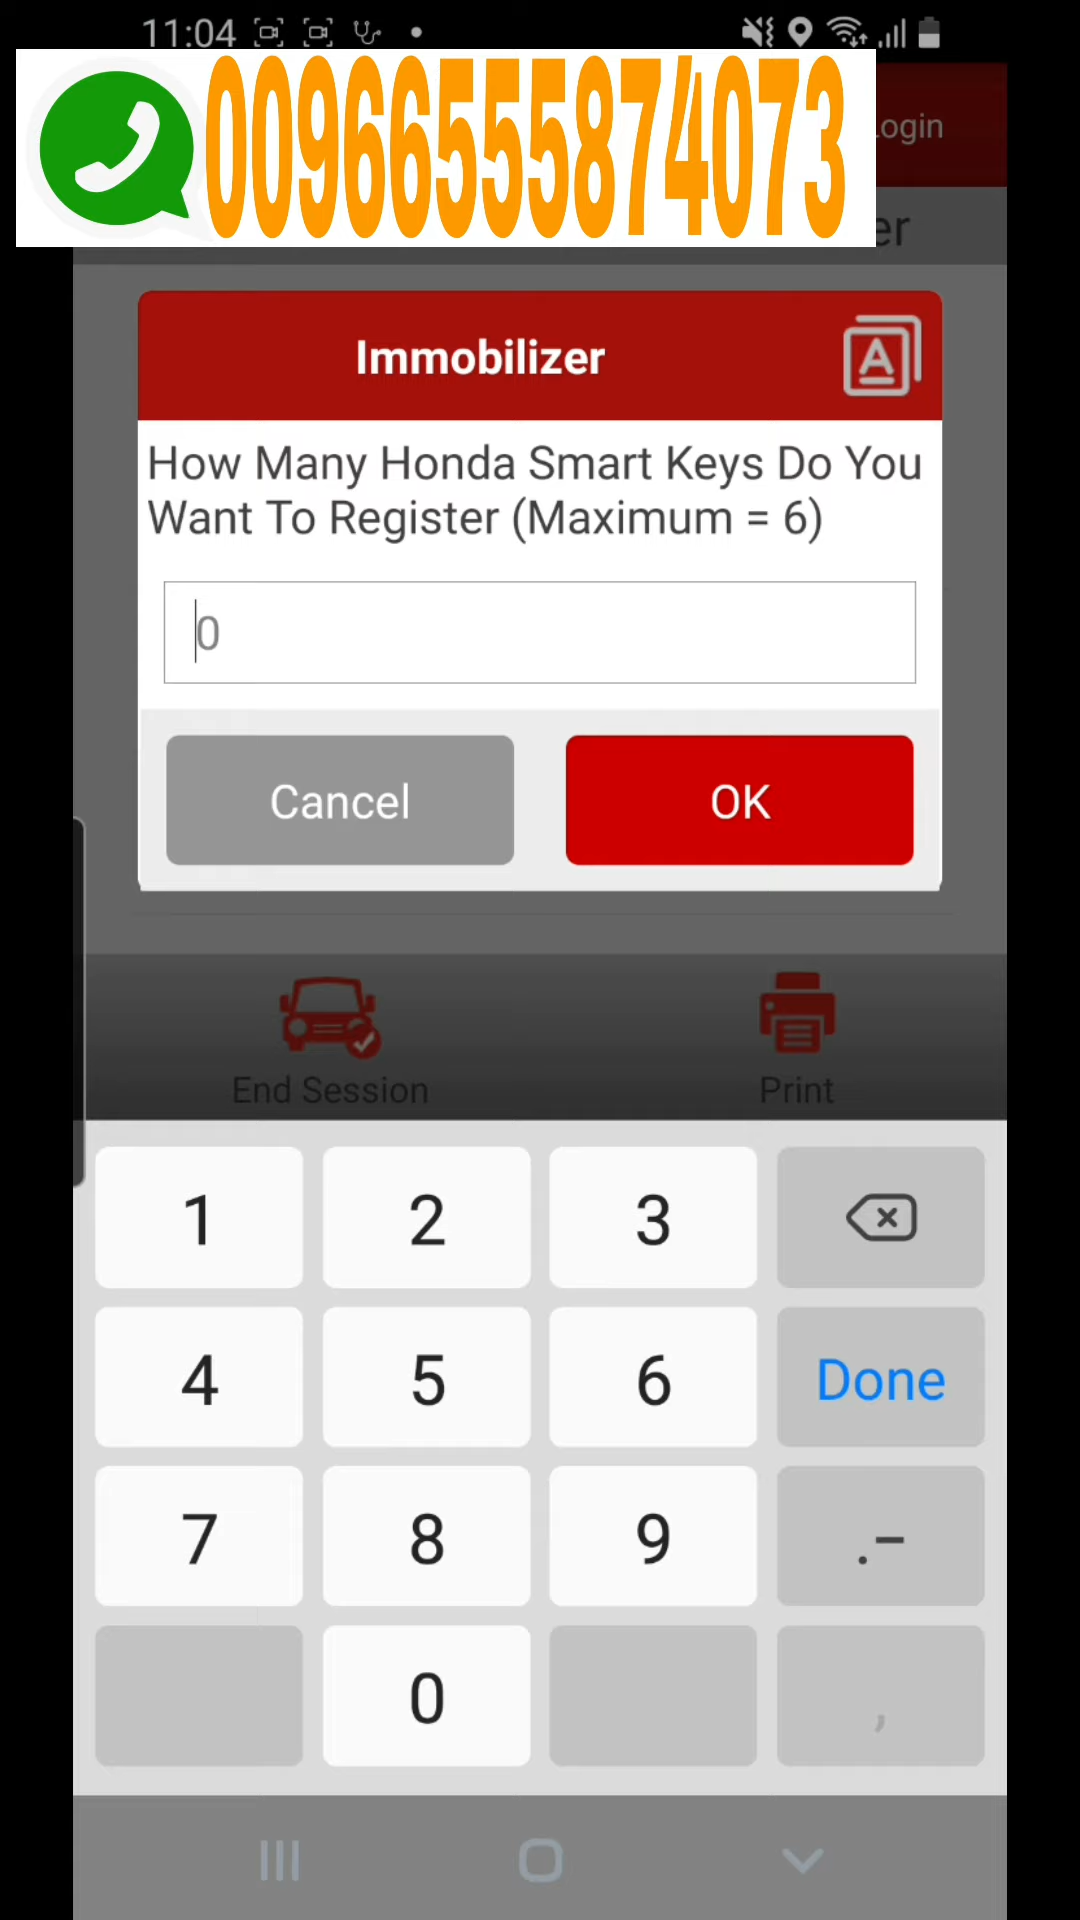 11:04
00966555874073
Login
er
Immobilizer
A
How Many Honda Smart Keys Do You
Want To Register (Maximum = 6)
0
Cancel
OK
End Session
Print
1
2
3
4
5
6
Done
7
8
9
.-
0
,